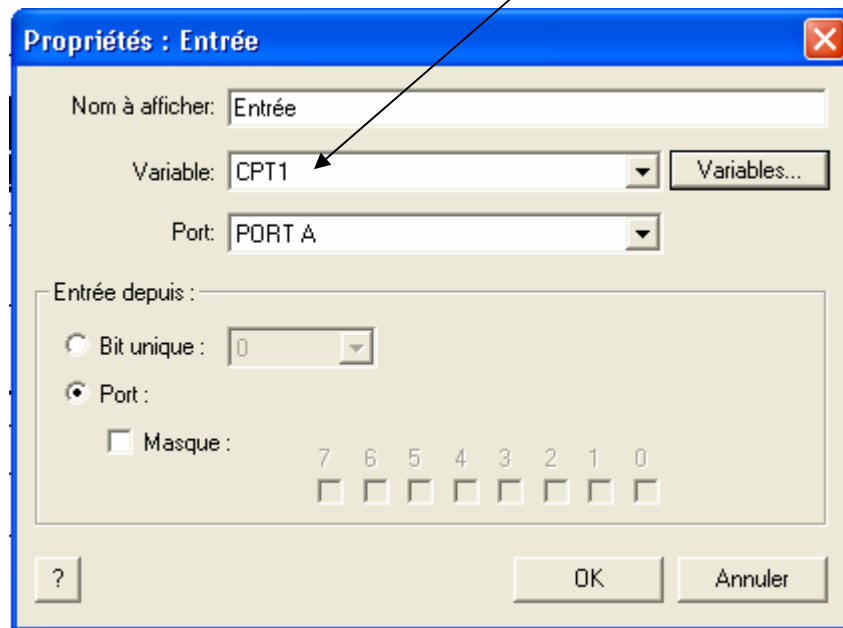 Propriétés : Entrée
Nom à afficher: Entrée
Variable: CPT1 Variables...
Port: PORT A
Entrée depuis :
Bit unique : 0
Port :
Masque :
7 6 5 4 3 2 1 0
? OK Annuler